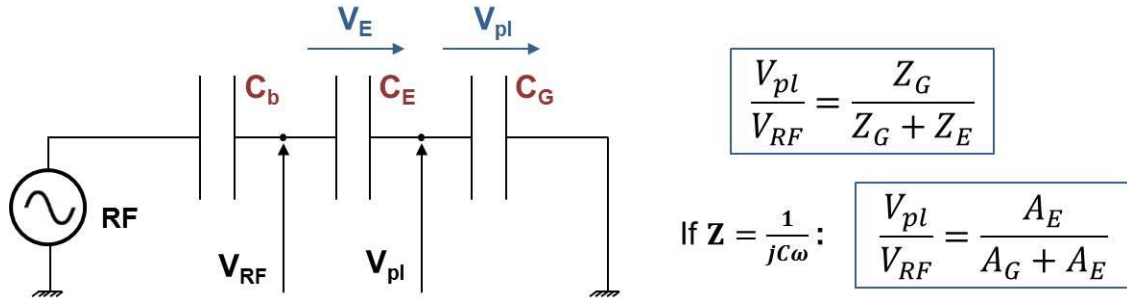 V_E V_pl
C_b C_E C_G
RF
V_RF V_pl
V_pl / V_RF = Z_G / (Z_G + Z_E)
If Z = 1 / jCω : V_pl / V_RF = A_E / (A_G + A_E)